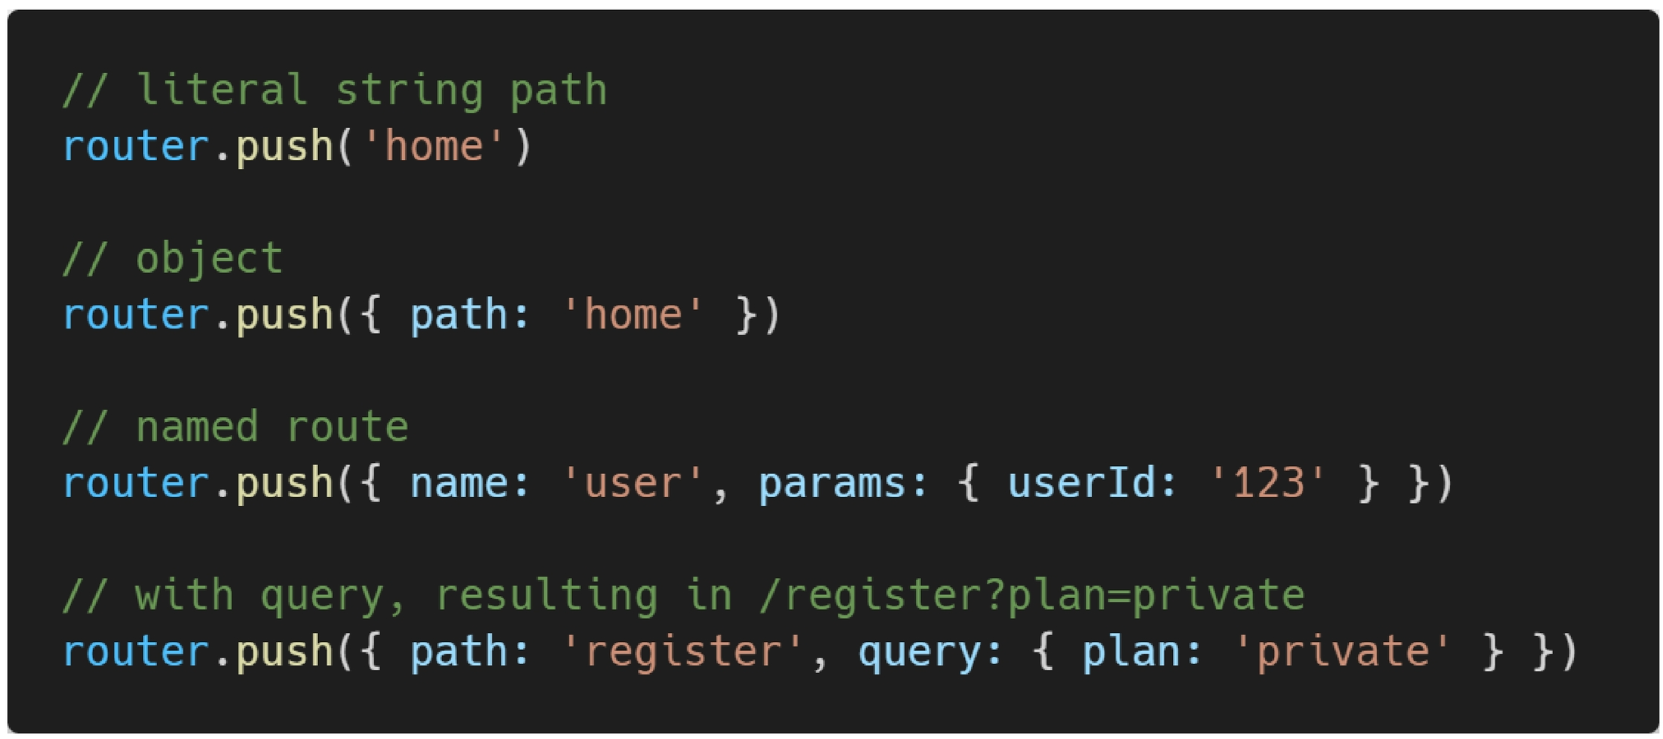 // literal string path
router.push('home')
// object
router.push({ path: 'home' })
// named route
router.push({ name: 'user', params: { userId: '123' } })
// with query, resulting in /register?plan=private
router.push({ path: 'register', query: { plan: 'private' } })